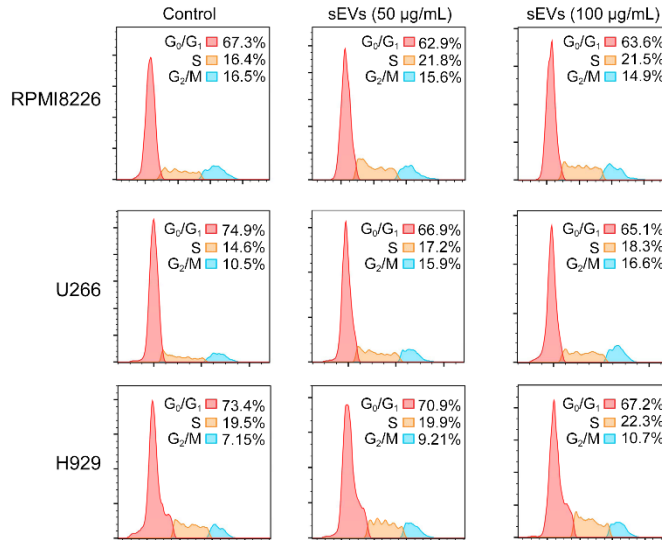 Control sEVs (50 μg/mL) sEVs (100 μg/mL)
RPMI8226
G₀/G₁ 67.3%
S 16.4%
G₂/M 16.5%
G₀/G₁ 62.9%
S 21.8%
G₂/M 15.6%
G₀/G₁ 63.6%
S 21.5%
G₂/M 14.9%
U266
G₀/G₁ 74.9%
S 14.6%
G₂/M 10.5%
G₀/G₁ 66.9%
S 17.2%
G₂/M 15.9%
G₀/G₁ 65.1%
S 18.3%
G₂/M 16.6%
H929
G₀/G₁ 73.4%
S 19.5%
G₂/M 7.15%
G₀/G₁ 70.9%
S 19.9%
G₂/M 9.21%
G₀/G₁ 67.2%
S 22.3%
G₂/M 10.7%